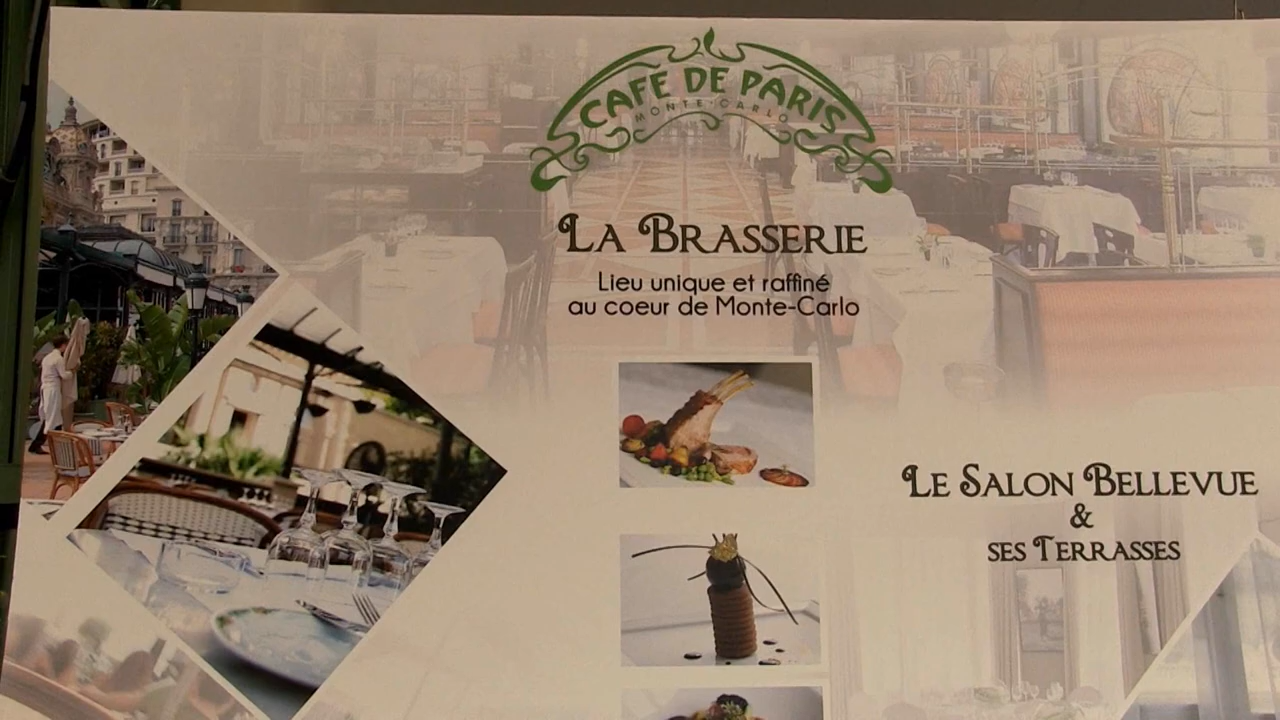 CAFE DE PARIS
MONTE-CARLO
LA BRASSERIE
Lieu unique et raffiné
au coeur de Monte-Carlo
LE SALON BELLEVUE
&
SES TERRASSES